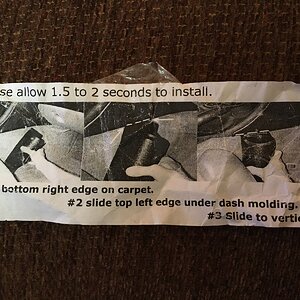 se allow 1.5 to 2 seconds to install.
bottom right edge on carpet.
#2 slide top left edge under dash molding.
#3 Slide to vertic